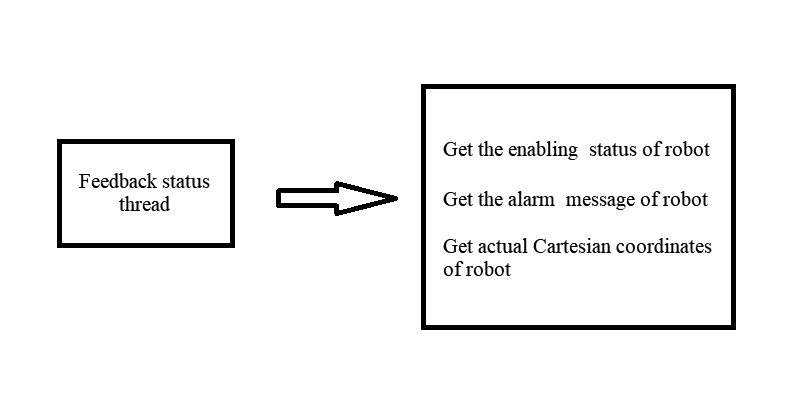 Feedback status
thread
Get the enabling  status of robot
Get the alarm  message of robot
Get actual Cartesian coordinates
of robot